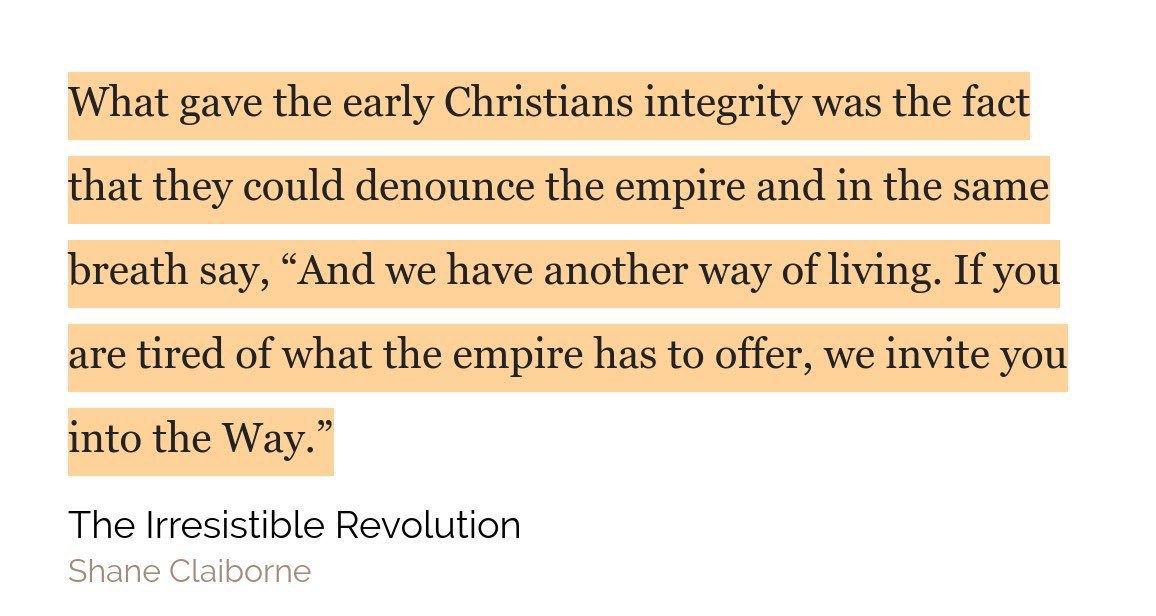 What gave the early Christians integrity was the fact
that they could denounce the empire and in the same
breath say, “And we have another way of living. If you
are tired of what the empire has to offer, we invite you
into the Way.”
The Irresistible Revolution
Shane Claiborne